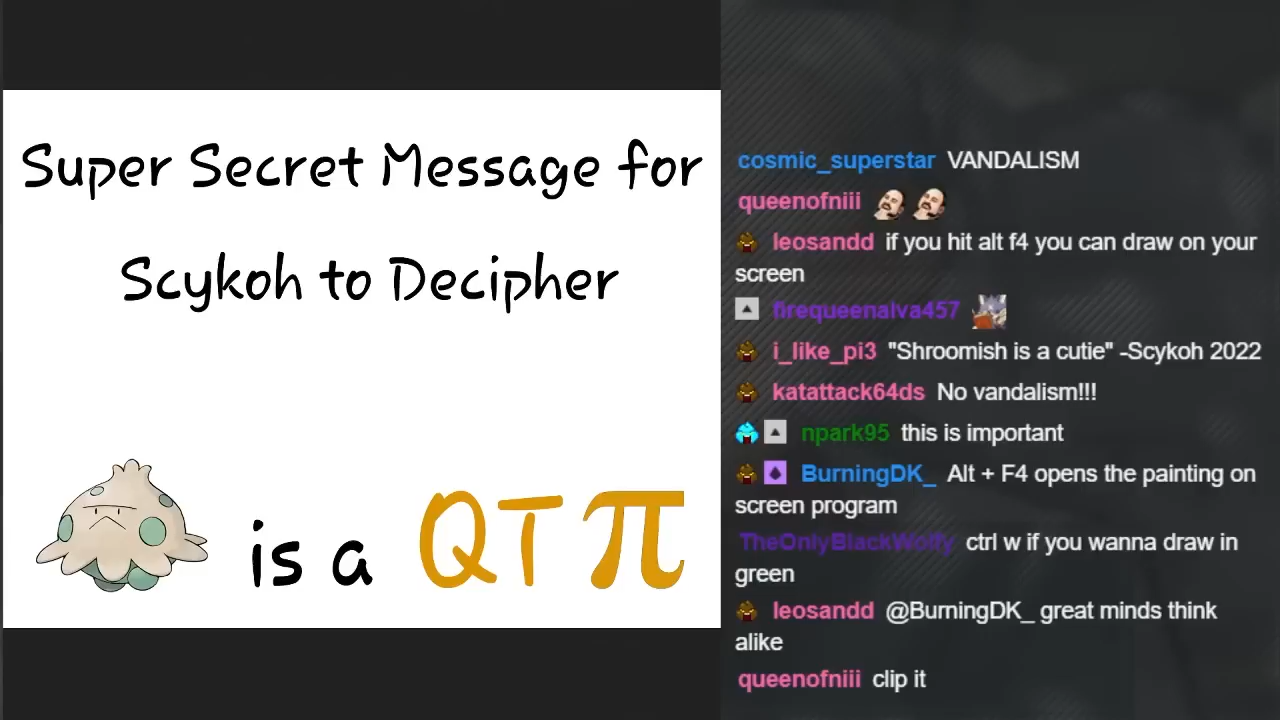 Super Secret Message for
Scykoh to Decipher
is a QT π
cosmic_superstar VANDALISM
queenofniii
leosandd if you hit alt f4 you can draw on your
screen
firequeenalva457
i_like_pi3 "Shroomish is a cutie" -Scykoh 2022
katattack64ds No vandalism!!!
npark95 this is important
BurningDK_ Alt + F4 opens the painting on
screen program
TheOnlyBlackWolfy ctrl w if you wanna draw in
green
leosandd @BurningDK_ great minds think
alike
queenofniii clip it